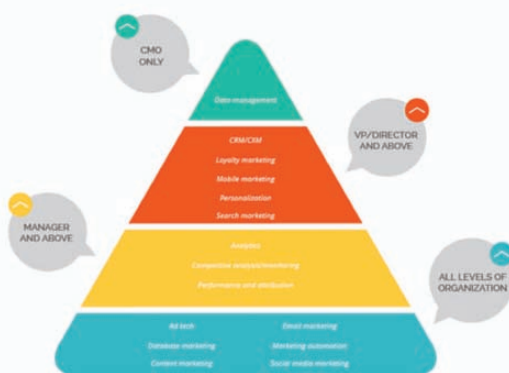 CMO
ONLY
Data management
VP/DIRECTOR
AND ABOVE
CRM/CXM
Loyalty marketing
Mobile marketing
Personalization
Search marketing
MANAGER
AND ABOVE
Analytics
Competitive analysis/monitoring
Performance and attribution
ALL LEVELS OF
ORGANIZATION
Ad tech
Email marketing
Database marketing
Marketing automation
Content marketing
Social media marketing